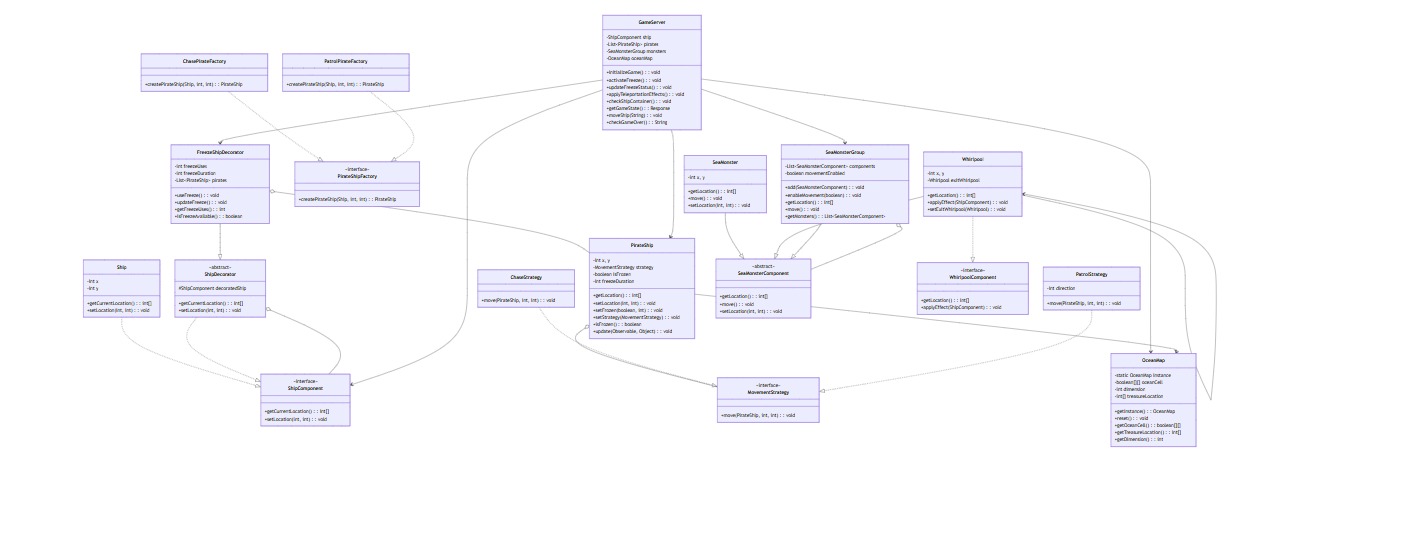 GameServer
-ShipComponent ship
-List<PirateShip> pirates
-SeaMonsterGroup monsters
-OceanMap oceanMap
+initializeGame() : : void
+activateFreeze() : : void
+updateFreezeStatus() : : void
+applyTeleportationEffects() : : void
+checkShipContainer() : : void
+getGameState() : : Response
+moveShip(String) : : void
+checkGameOver() : : String
ChasePirateFactory
+createPirateShip(Ship, int, int) : : PirateShip
PatrolPirateFactory
+createPirateShip(Ship, int, int) : : PirateShip
FreezeShipDecorator
-int freezeUses
-int freezeDuration
-List<PirateShip> pirates
+useFreeze() : : void
+updateFreeze() : : void
+getFreezeUses() : : int
+isFreezeAvailable() : : boolean
«interface»
PirateShipFactory
+createPirateShip(Ship, int, int) : : PirateShip
SeaMonster
-int x, y
+getLocation() : : int[]
+move() : : void
+setLocation(int, int) : : void
SeaMonsterGroup
-List<SeaMonsterComponent> components
-boolean movementEnabled
+add(SeaMonsterComponent) : : void
+enableMovement(boolean) : : void
+getLocation() : : int[]
+move() : : void
+getMonsters() : : List<SeaMonsterComponent>
Whirlpool
-int x, y
-Whirlpool exitWhirlpool
+getLocation() : : int[]
+applyEffect(ShipComponent) : : void
+setExitWhirlpool(Whirlpool) : : void
Ship
-int x
-int y
+getCurrentLocation() : : int[]
+setLocation(int, int) : : void
«abstract»
ShipDecorator
#ShipComponent decoratedShip
+getCurrentLocation() : : int[]
+setLocation(int, int) : : void
ChaseStrategy
+move(PirateShip, int, int) : : void
PirateShip
-int x, y
-MovementStrategy strategy
-boolean isFrozen
-int freezeDuration
+getLocation() : : int[]
+setLocation(int, int) : : void
+setFrozen(boolean, int) : : void
+setStrategy(MovementStrategy) : : void
+isFrozen() : : boolean
+update(Observable, Object) : : void
«abstract»
SeaMonsterComponent
+getLocation() : : int[]
+move() : : void
+setLocation(int, int) : : void
«interface»
WhirlpoolComponent
+getLocation() : : int[]
+applyEffect(ShipComponent) : : void
PatrolStrategy
-int direction
+move(PirateShip, int, int) : : void
«interface»
ShipComponent
+getCurrentLocation() : : int[]
+setLocation(int, int) : : void
«interface»
MovementStrategy
+move(PirateShip, int, int) : : void
OceanMap
-static OceanMap instance
-boolean[][] oceanCell
-int dimension
-int[] treasureLocation
+getInstance() : : OceanMap
+reset() : : void
+getOceanCell() : : boolean[][]
+getTreasureLocation() : : int[]
+getDimension() : : int